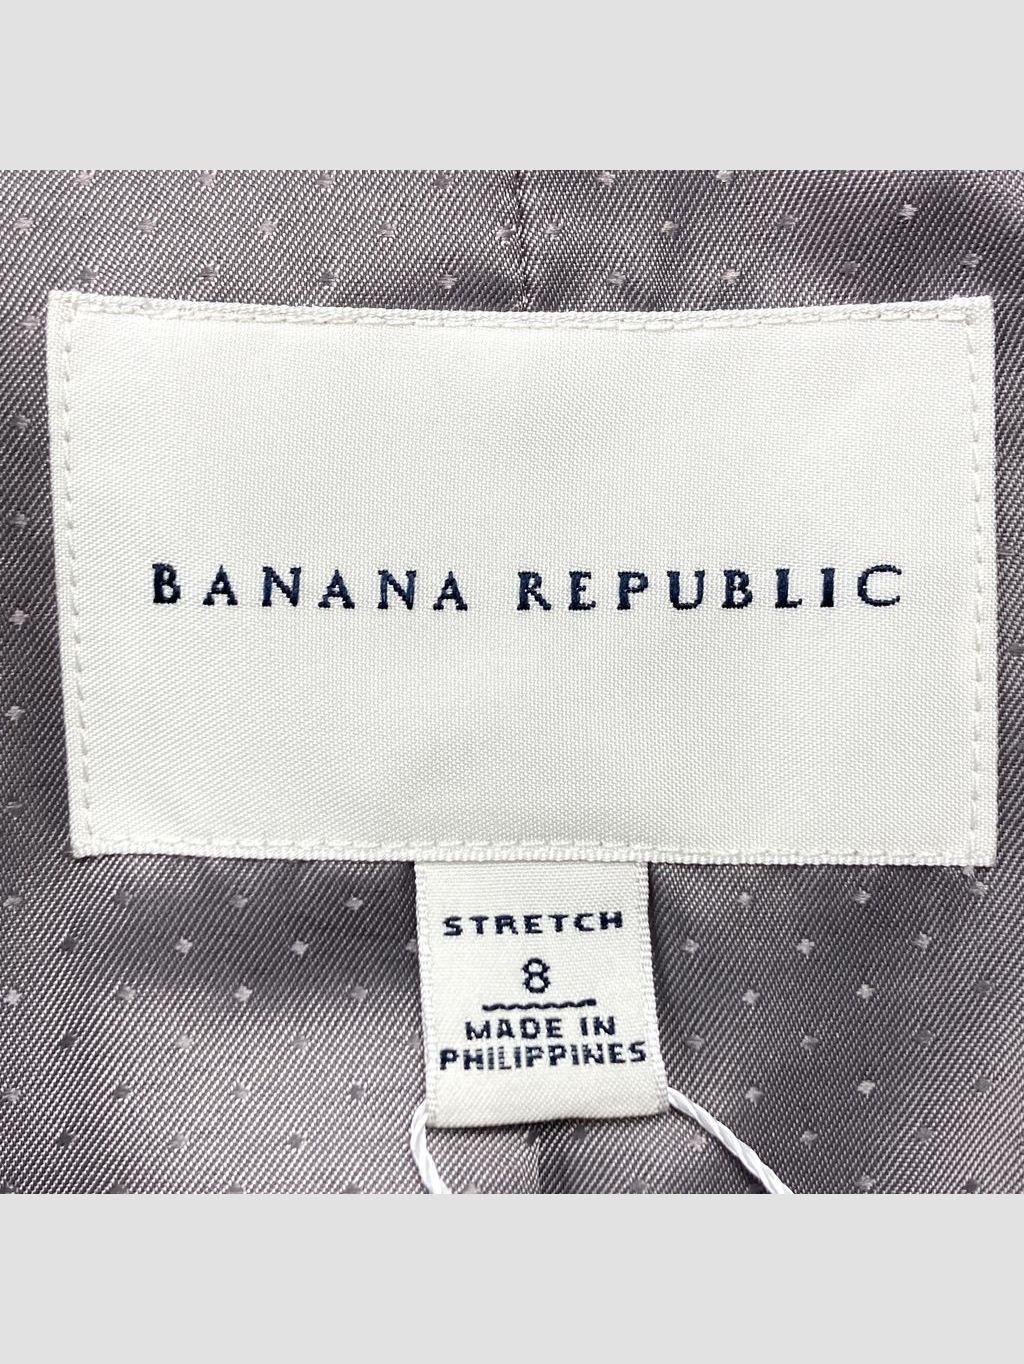 BANANA REPUBLIC
STRETCH
8
MADE IN
PHILIPPINES